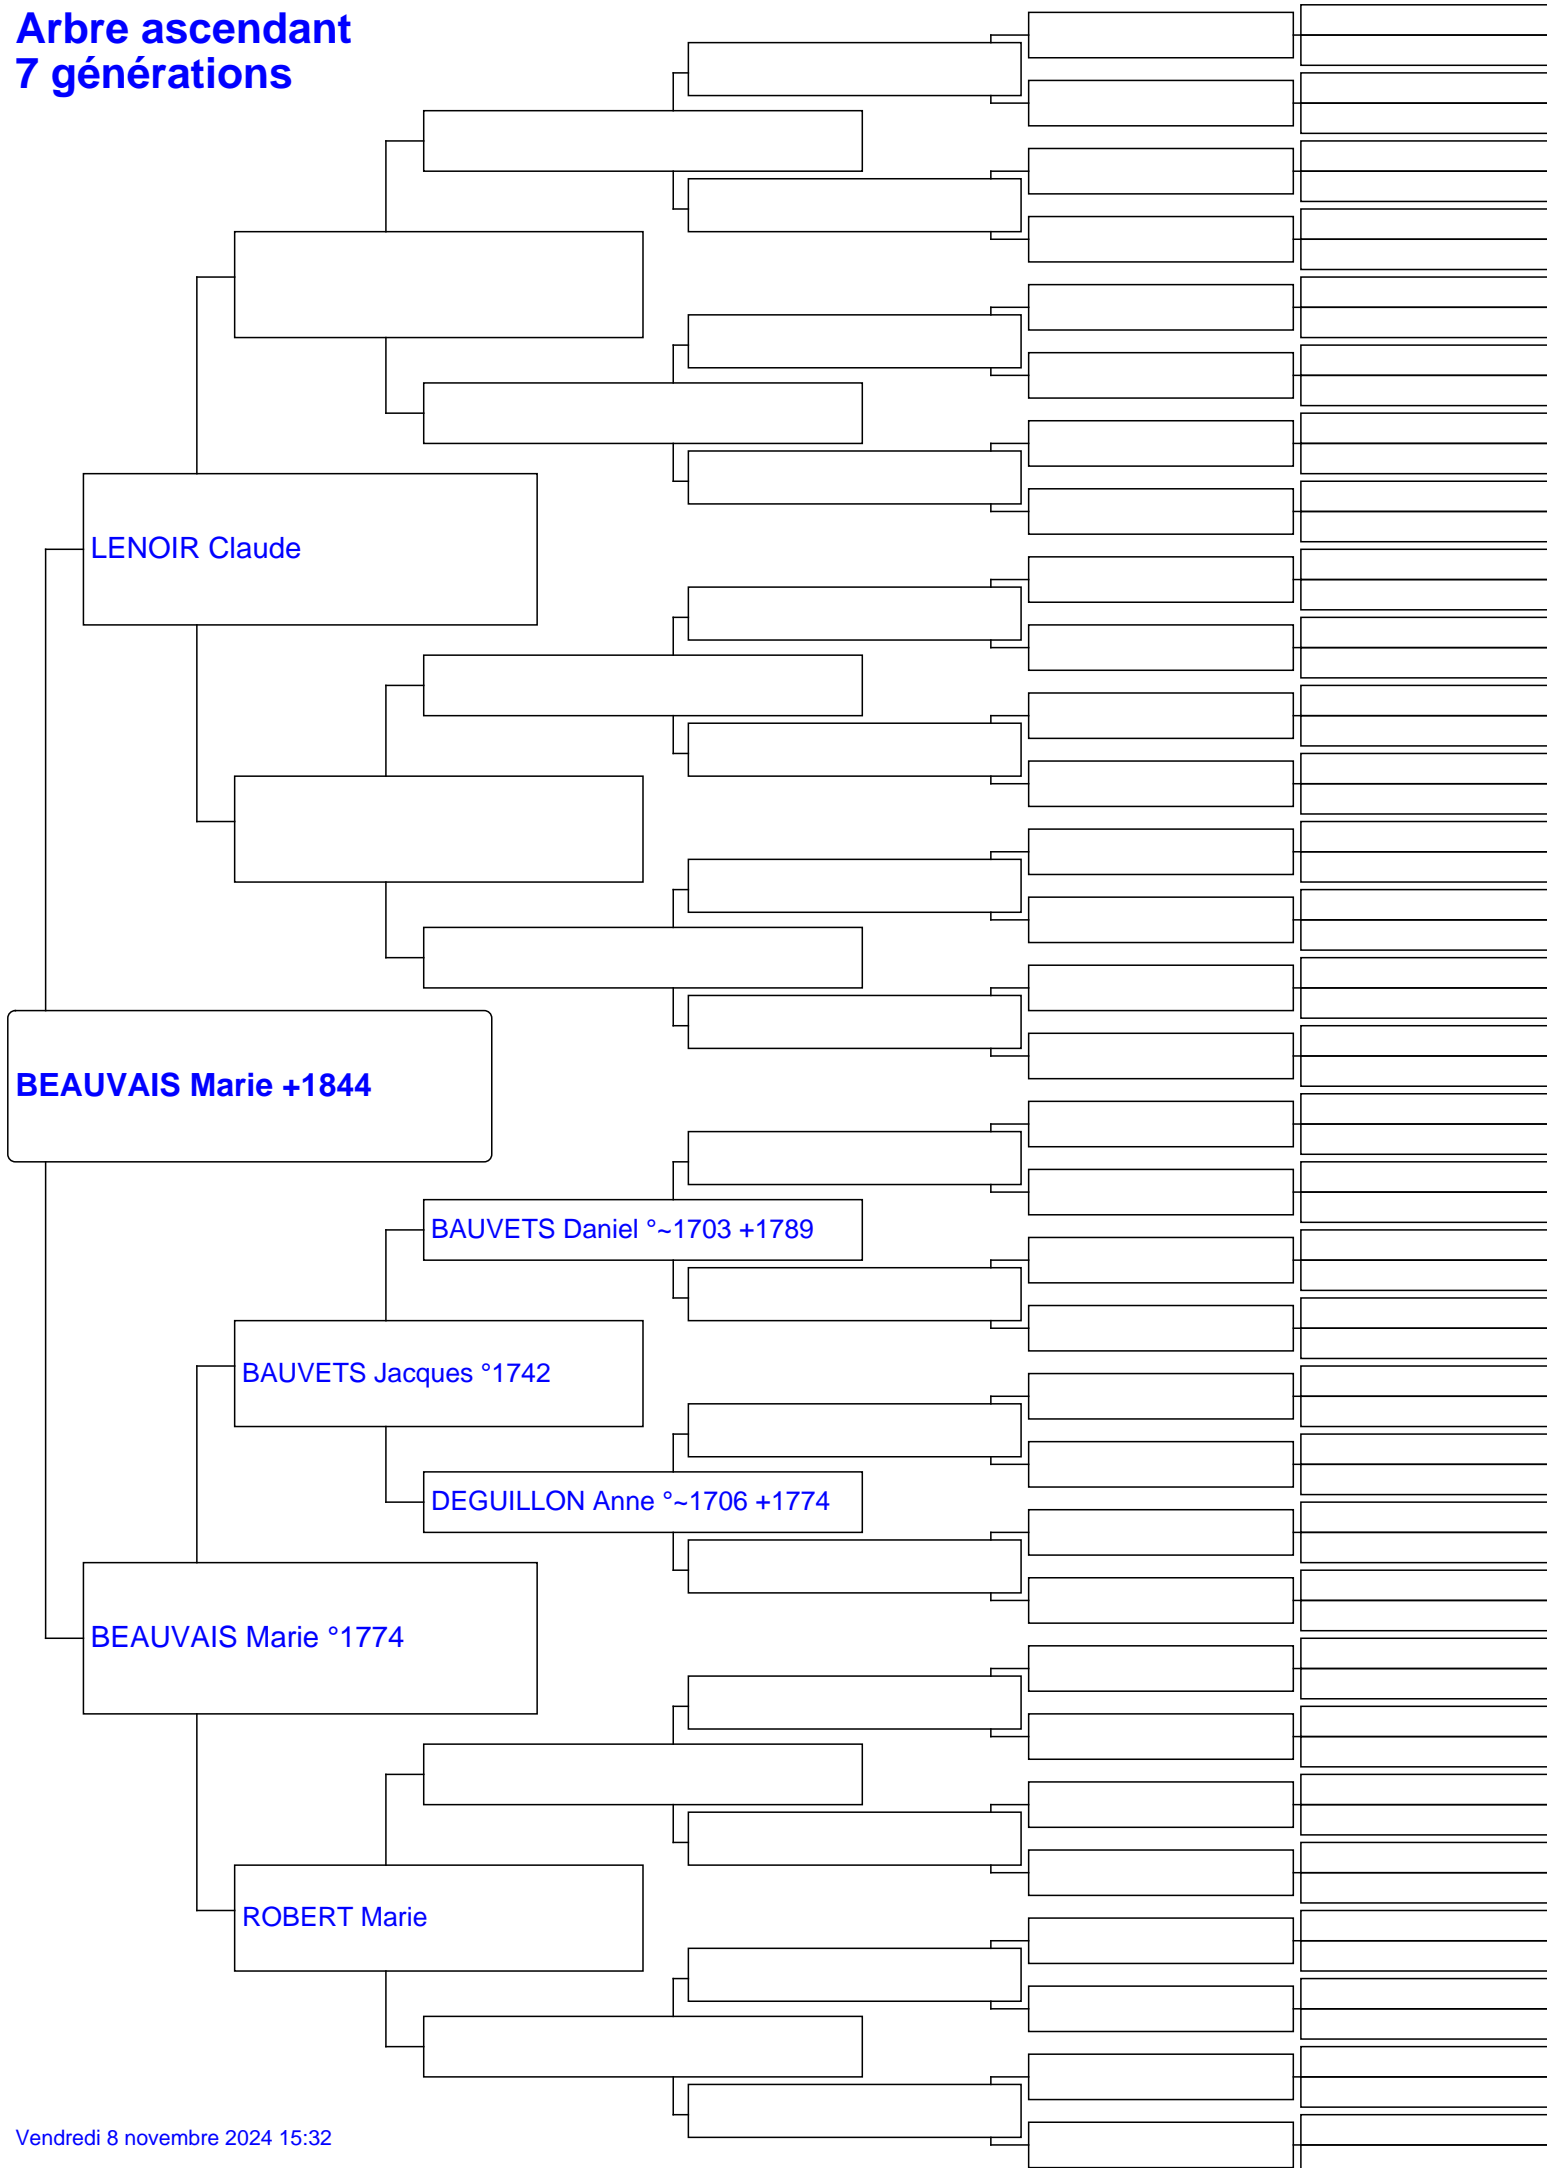 Arbre ascendant
7 générations
LENOIR Claude
BEAUVAIS Marie +1844
BAUVETS Daniel °~1703 +1789
BAUVETS Jacques °1742
DEGUILLON Anne °~1706 +1774
BEAUVAIS Marie °1774
ROBERT Marie
Vendredi 8 novembre 2024 15:32